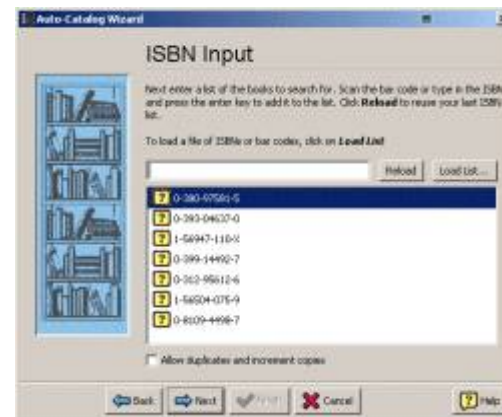 Auto-Catalog Wizard
ISBN Input
Next enter a list of the books to search for. Scan the bar code or type in the ISBN
and press the enter key to add it to the list. Click Reload to reuse your last ISBN
list.
To load a file of ISBNs or bar codes, click on Load List
Reload Load List...
0-380-97581-5
0-393-04637-0
1-56947-110-X
0-399-14492-7
0-312-95612-6
1-56504-075-9
0-8109-4498-7
Allow duplicates and increment copies
Back Next Finish Cancel Help